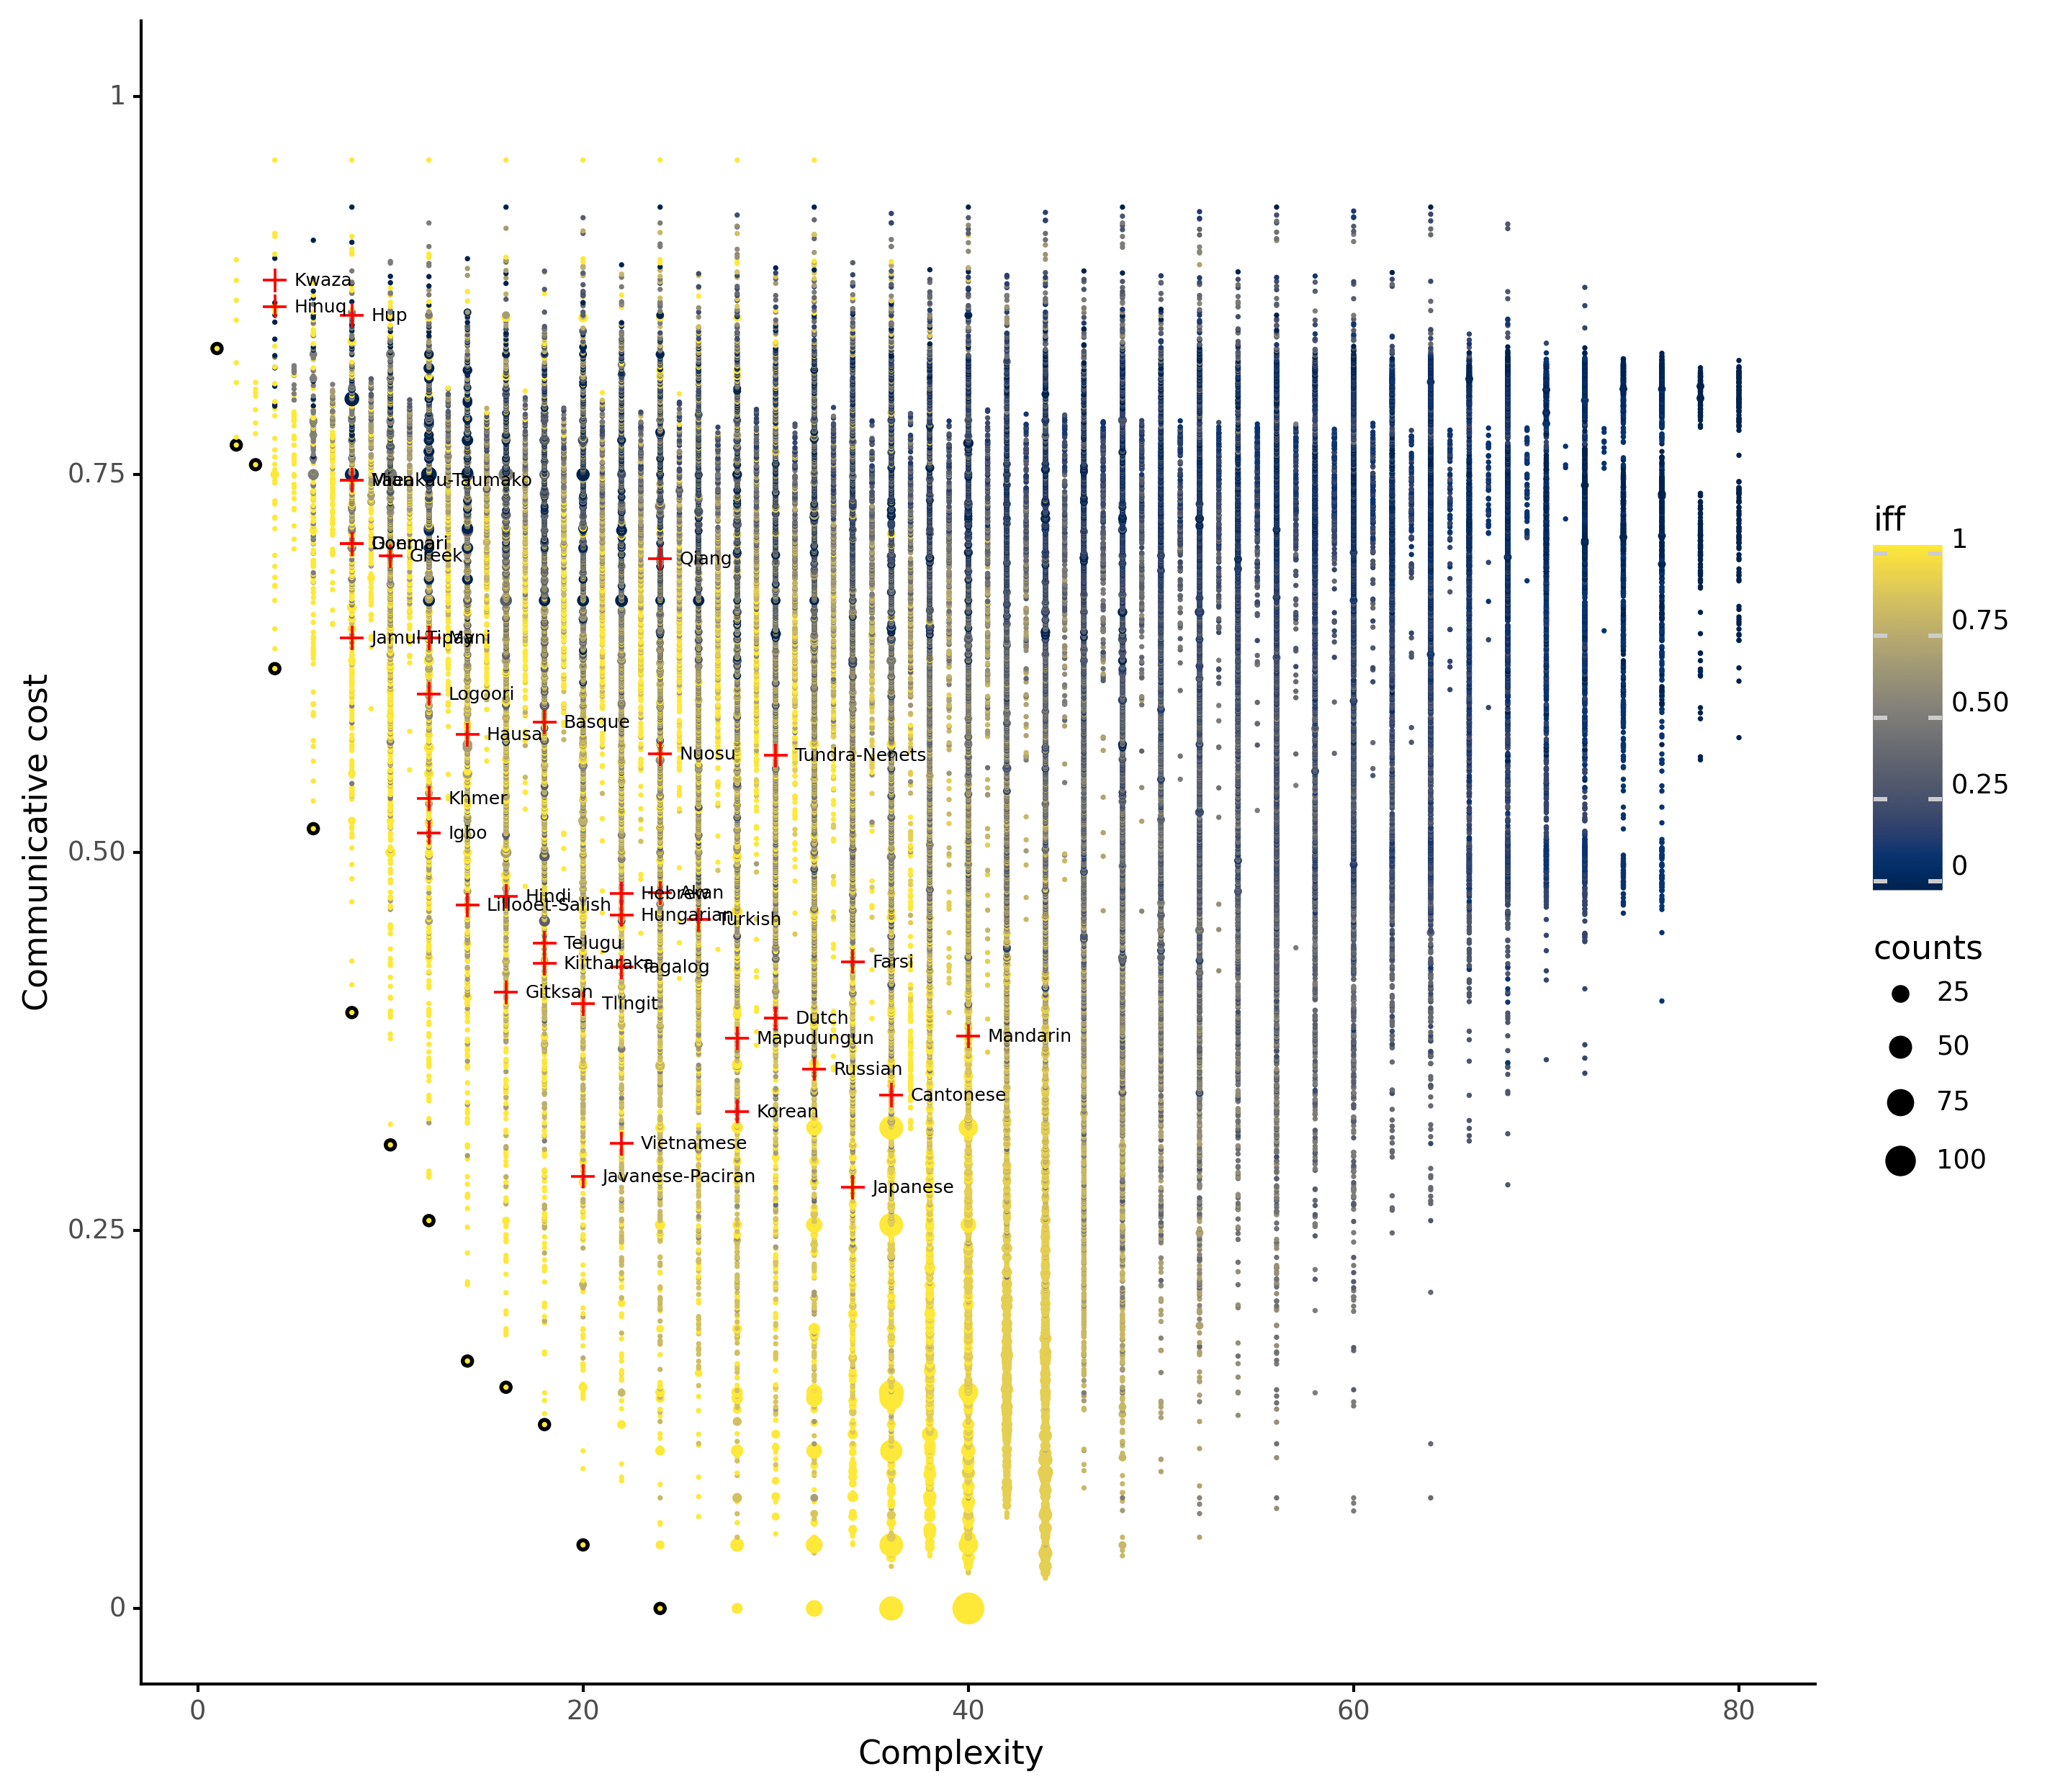 1
0.75
0.50
0.25
0
Communicative cost
0
20
40
60
80
Complexity
Kwaza
Hinuq
Hup
Vaeakau-Taumako
Greek
Qiang
Jamul-Tipay
Mani
Logoori
Basque
Hausa
Nuosu
Tundra-Nenets
Khmer
Igbo
Hindi
Hebrew
Akan
Lillooet-Salish
Hungarian
Turkish
Telugu
Kiitharaka
Tagalog
Farsi
Gitksan
Tlingit
Dutch
Mapudungun
Mandarin
Russian
Cantonese
Korean
Vietnamese
Javanese-Paciran
Japanese
iff
1
0.75
0.50
0.25
0
counts
25
50
75
100